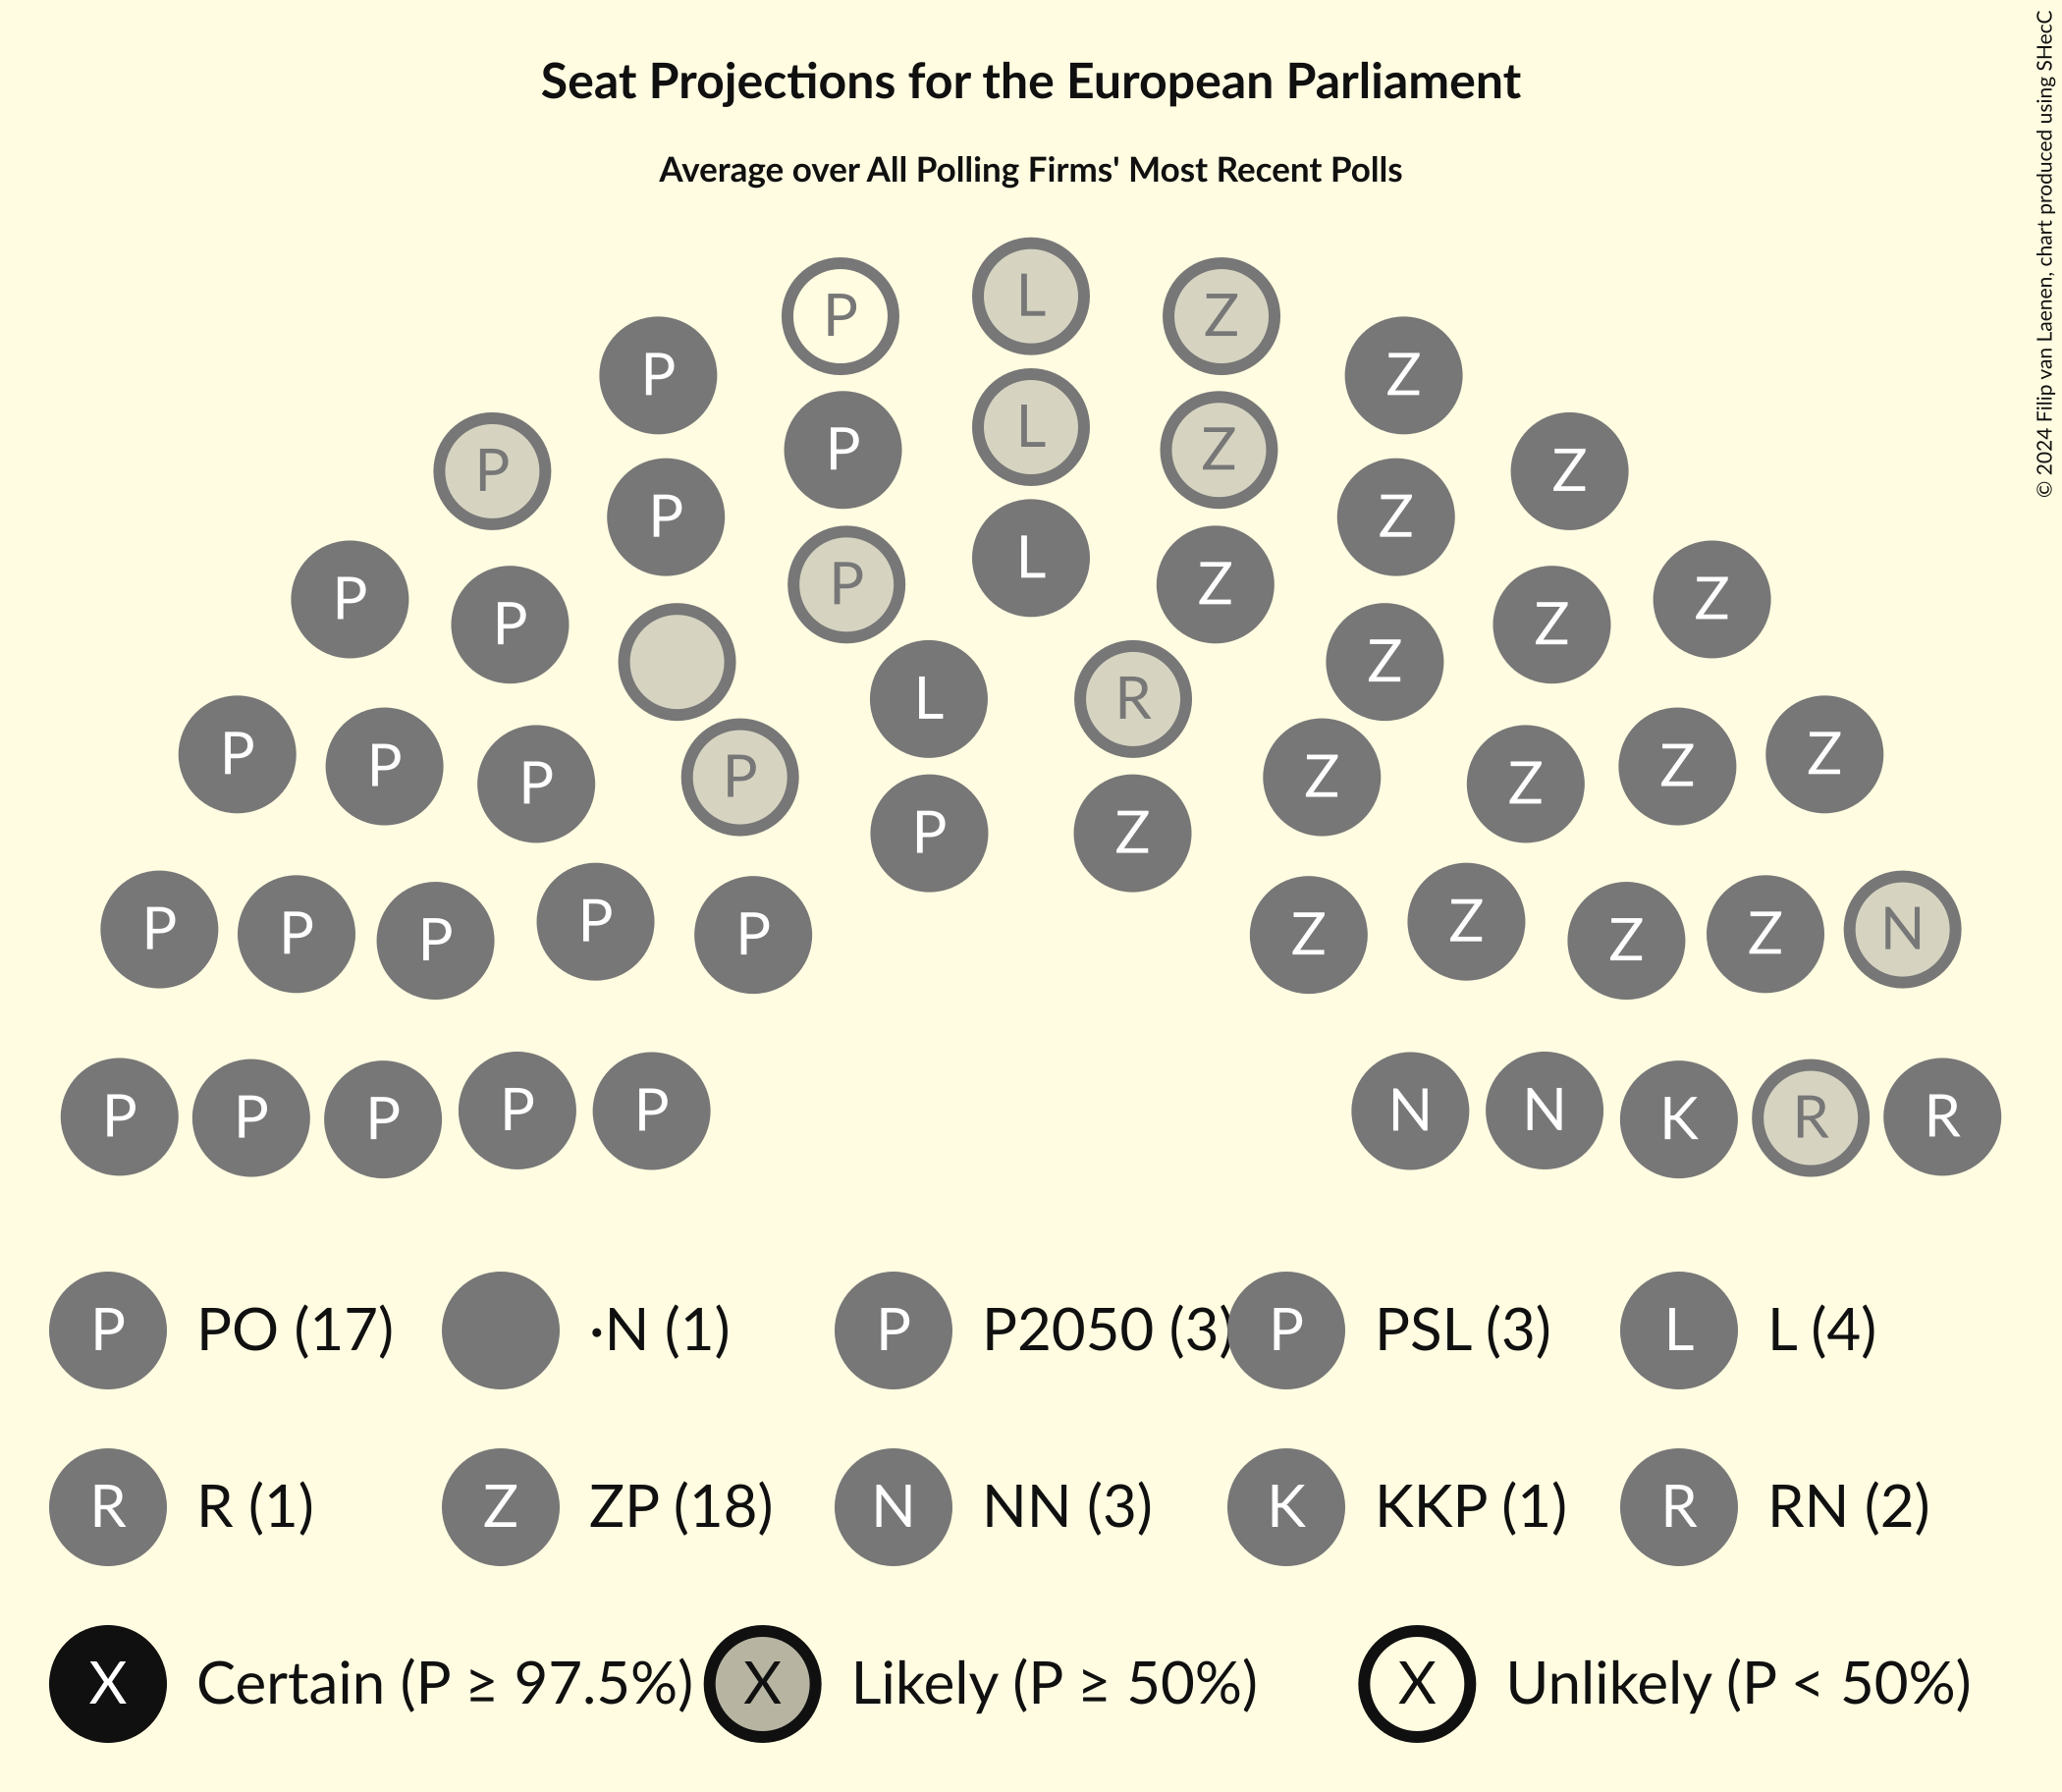 Seat Projections for the European Parliament
Average over All Polling Firms' Most Recent Polls
© 2024 Filip van Laenen, chart produced using SHecC
P L Z
P Z
P L Z
P P Z
P Z
P L Z
P P Z Z
P Z
L R
P P P P Z Z Z Z
P Z
P P P P P Z Z Z Z N
P P P P P N N K R R
P PO (17) ·N (1) P P2050 (3) P PSL (3) L L (4)
R R (1) Z ZP (18) N NN (3) K KKP (1) R RN (2)
X Certain (P ≥ 97.5%) X Likely (P ≥ 50%) X Unlikely (P < 50%)